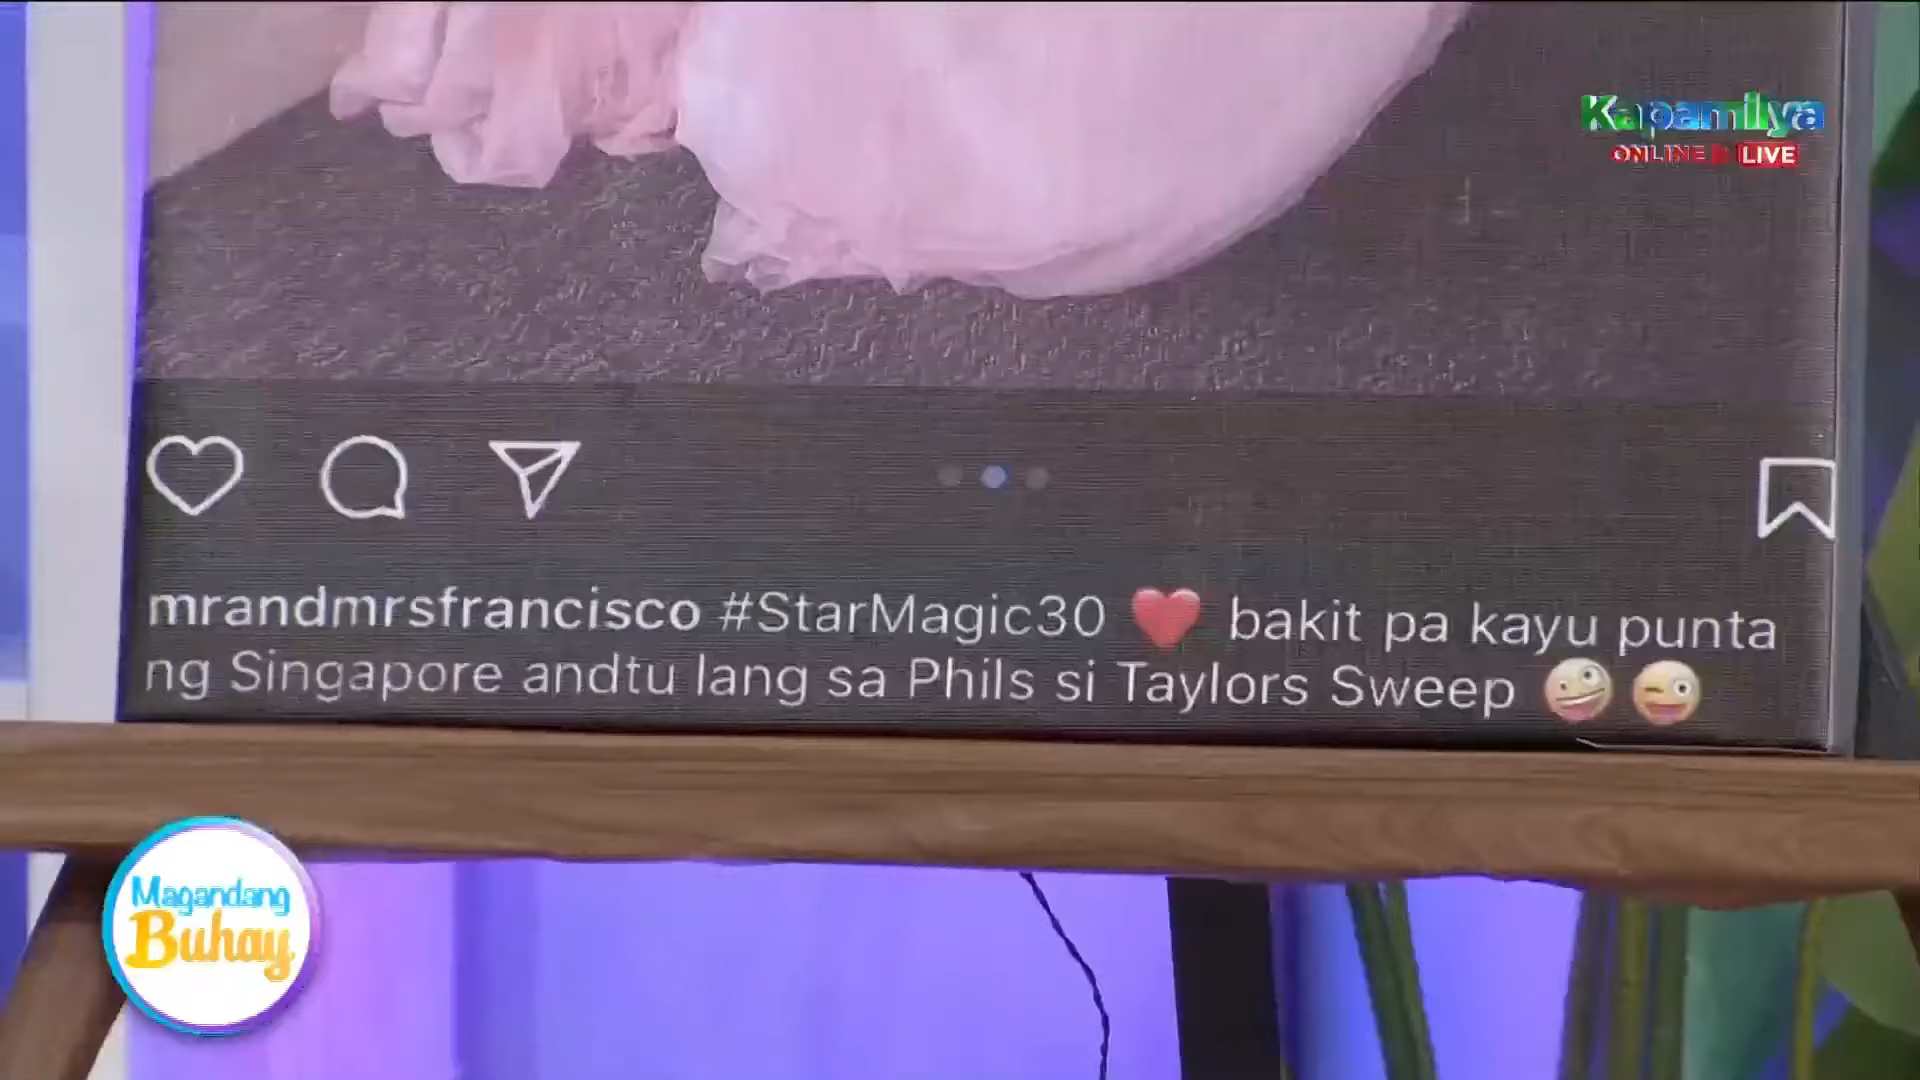 Kapamilya
ONLINE LIVE
mrandmrsfrancisco #StarMagic30 ❤️ bakit pa kayu punta
ng Singapore andtu lang sa Phils si Taylors Sweep 🤪 😜
Magandang
Buhay